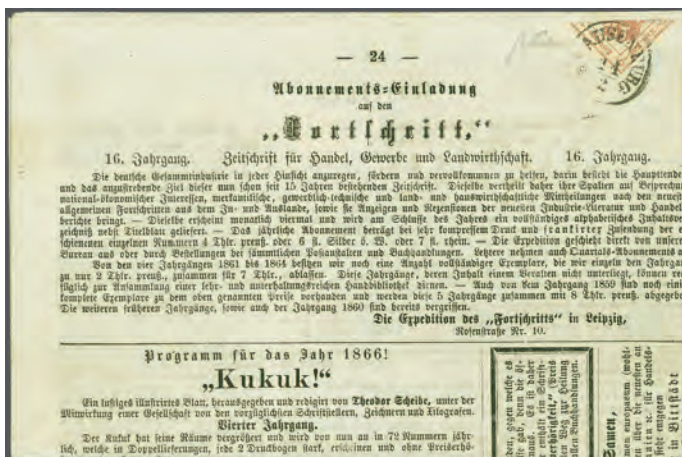 — 24 —
Abonnements=Einladung
auf den
„Fortschritt,“
16. Jahrgang. Zeitschrift für Handel, Gewerbe und Landwirthschaft. 16. Jahrgang.
Die deutsche Gesammtindustrie in jeder Hinsicht anzuregen, fördern und vervollkommnen zu helfen, darin besteht die Haupttende
und das anzustrebende Ziel dieser nun schon seit 15 Jahren bestehenden Zeitschrift. Dieselbe vertheilt daher ihre Spalten auf Besprechu
national=ökonomischer Interessen, merkantilische, gewerblich=technische und land= und hauswirthschaftliche Mittheilungen nach den neuest
allgemeinen Fortschritten aus dem In= und Auslande, sowie sie Anzeigen und Rezensionen der neuesten Industrie=Literatur und Handels
berichte bringt. — Dieselbe erscheint monatlich viermal und wird am Schlusse des Jahres ein vollständiges alphabetisches Inhaltsver
zeichniß nebst Titelblatt geliefert. — Das jährliche Abonnement beträgt bei sehr kompressem Druck und frankirter Zusendung der er
schienenen einzelnen Nummern 4 Thlr. preuß. oder 6 fl. Silber ö. W. oder 7 fl. rhein. — Die Expedition geschieht direkt von unsere
Bureau aus oder durch Bestellungen bei sämmtlichen Postanstalten und Buchhandlungen. Letztere nehmen auch Quartals=Abonnements a
Von den vier Jahrgängen 1861 bis 1864 besitzen wir noch eine Anzahl vollständiger Exemplare, die wir einzeln den Jahrgan
zu nur 2 Thlr. preuß., zusammen für 7 Thlr., ablassen. Diese Jahrgänge, deren Inhalt einem Veralten nicht unterliegt, können vor
füglich zur Ansammlung einer lehr= und unterhaltungsreichen Handbibliothek dienen. — Auch von dem Jahrgang 1859 sind noch eini
komplete Exemplare zu dem oben genannten Preise vorhanden und werden diese 5 Jahrgänge zusammen mit 8 Thlr. preuß. abgegebe
Die weiteren früheren Jahrgänge, sowie auch der Jahrgang 1860 sind bereits vergriffen.
Die Expedition des „Fortschritts“ in Leipzig,
Rosenstraße Nr. 10.
Programm für das Jahr 1866!
„Kukuk!“
Ein lustiges illustrirtes Blatt, herausgegeben und redigirt von Theodor Scheibe, unter der
Mitwirkung einer Gesellschaft von den vorzüglichsten Schriftstellern, Zeichnern und Xilografen.
Vierter Jahrgang.
Der Kukuk hat seine Räume vergrößert und wird von nun an in 72 Nummern jähr=
lich, welche in Doppellieferungen, jede 2 Druckbogen stark, erscheinen und ohne Preiserhö=